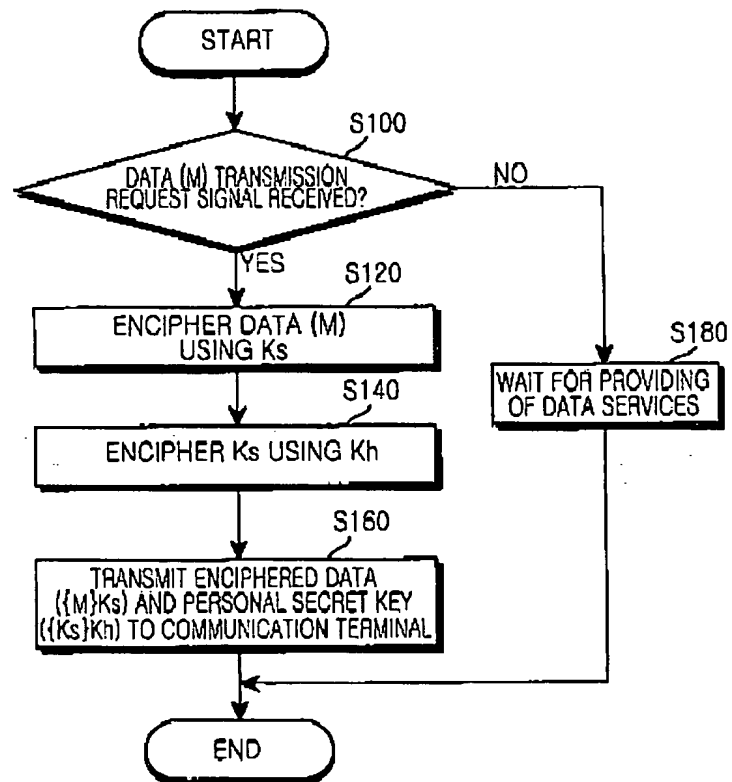 START
S100
DATA (M) TRANSMISSION
REQUEST SIGNAL RECEIVED?
NO
YES
S120
ENCIPHER DATA (M)
USING Ks
S180
WAIT FOR PROVIDING
OF DATA SERVICES
S140
ENCIPHER Ks USING Kh
S160
TRANSMIT ENCIPHERED DATA
({M}Ks) AND PERSONAL SECRET KEY
({Ks}Kh) TO COMMUNICATION TERMINAL
END